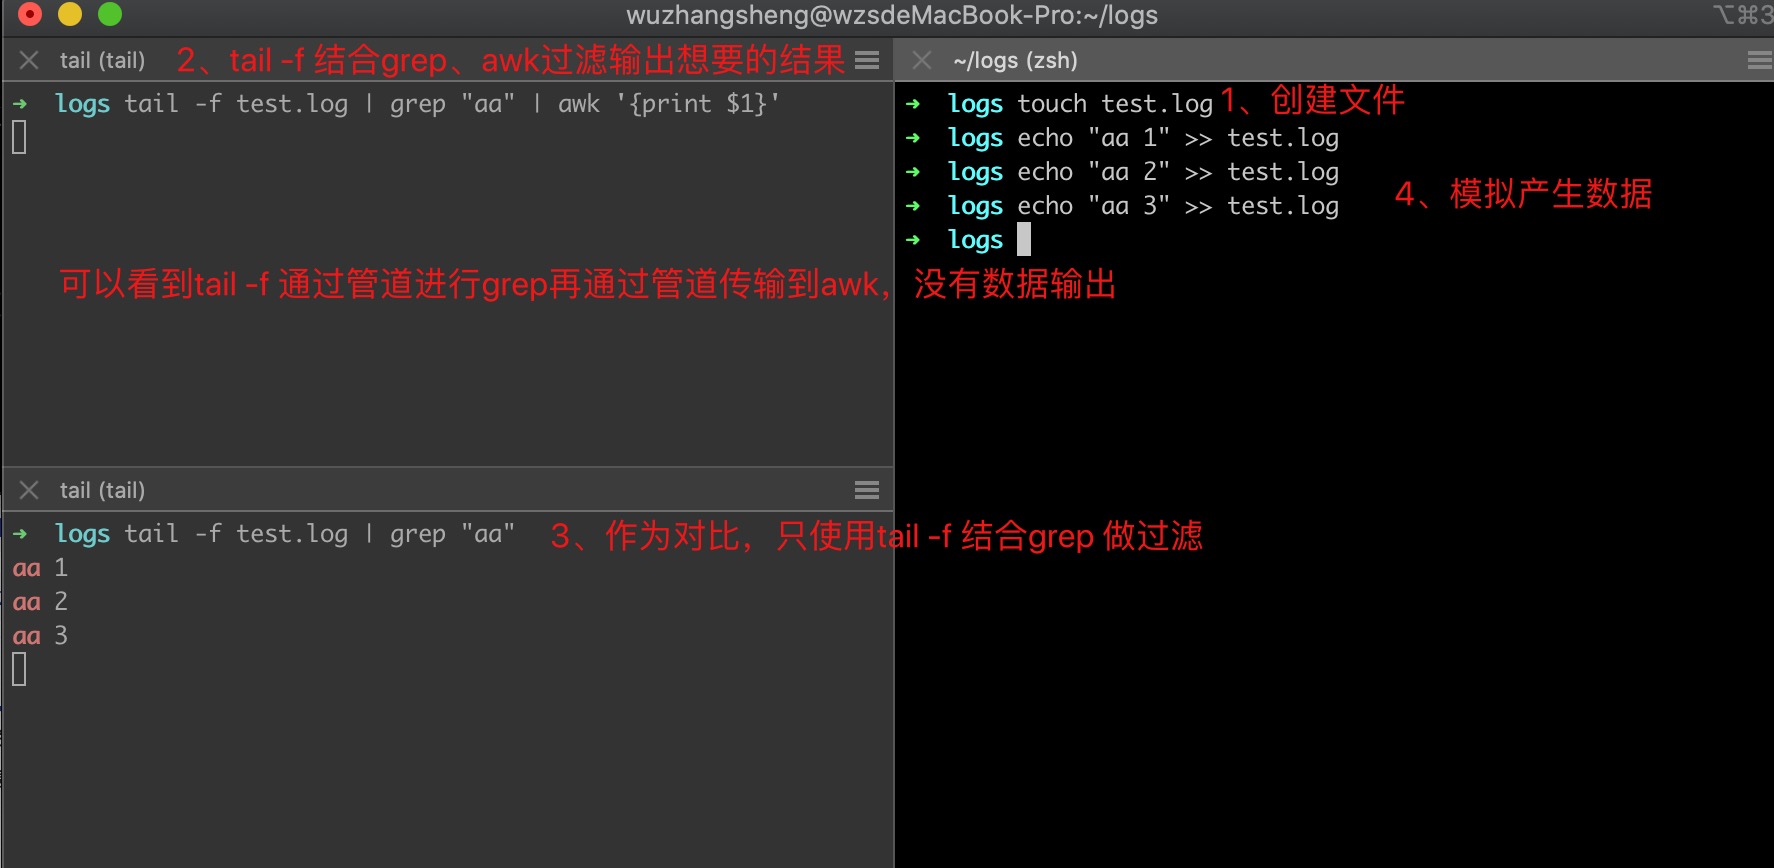 wuzhangsheng@wzsdeMacBook-Pro:~/logs
⌥⌘3
tail (tail) 2、tail -f 结合grep、awk过滤输出想要的结果
➜ logs tail -f test.log | grep "aa" | awk '{print $1}'
~/logs (zsh)
➜ logs touch test.log 1、创建文件
➜ logs echo "aa 1" >> test.log
➜ logs echo "aa 2" >> test.log
➜ logs echo "aa 3" >> test.log
4、模拟产生数据
➜ logs
可以看到tail -f 通过管道进行grep再通过管道传输到awk，没有数据输出
tail (tail)
➜ logs tail -f test.log | grep "aa" 3、作为对比，只使用tail -f 结合grep 做过滤
aa 1
aa 2
aa 3